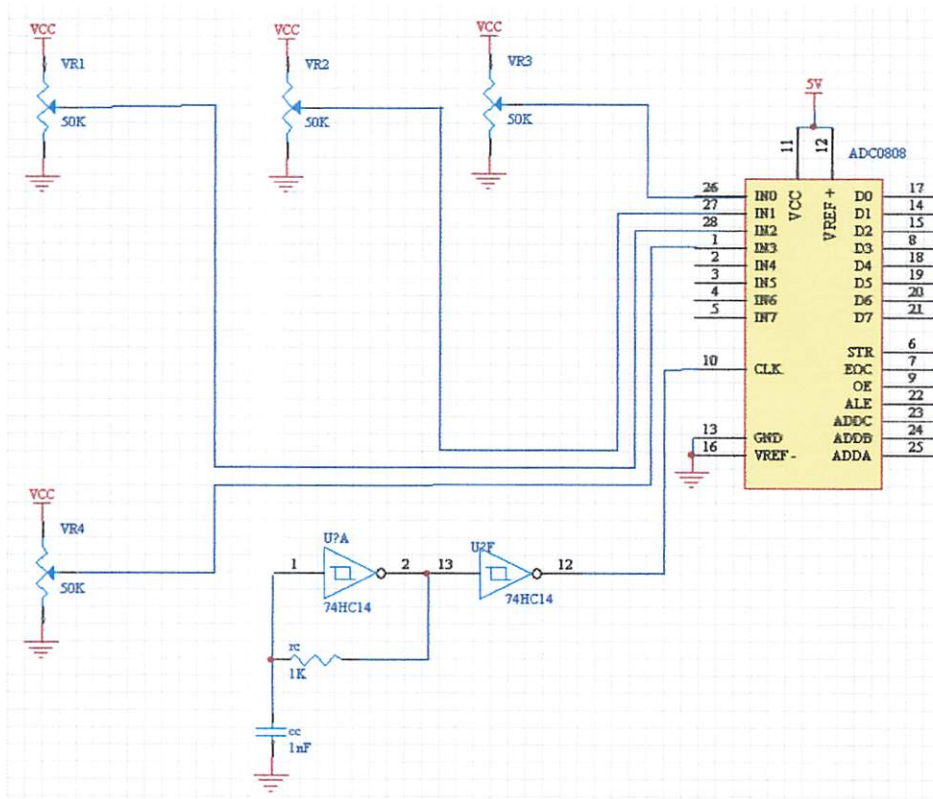 VCC
VR1
50K
VCC
VR2
50K
VCC
VR3
50K
5V
11
12
ADC0808
VCC
VREF+
26 IN0 D0 17
27 IN1 D1 14
28 IN2 D2 15
1 IN3 D3 8
2 IN4 D4 18
3 IN5 D5 19
4 IN6 D6 20
5 IN7 D7 21
STR 6
10 CLK EOC 7
OE 9
ALE 22
ADDC 23
13 GND ADDB 24
16 VREF- ADDA 25
VCC
VR4
50K
U?A
1 2
74HC14
U?F
13 12
74HC14
rc
1K
cc
1nF